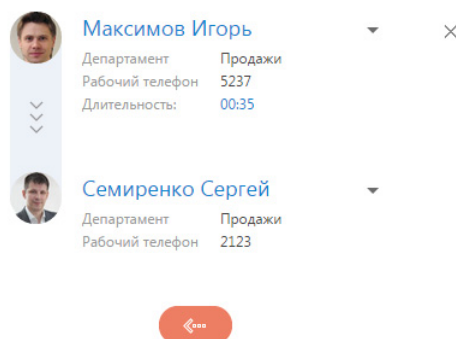 Максимов Игорь
Департамент Продажи
Рабочий телефон 5237
Длительность: 00:35
Семиренко Сергей
Департамент Продажи
Рабочий телефон 2123